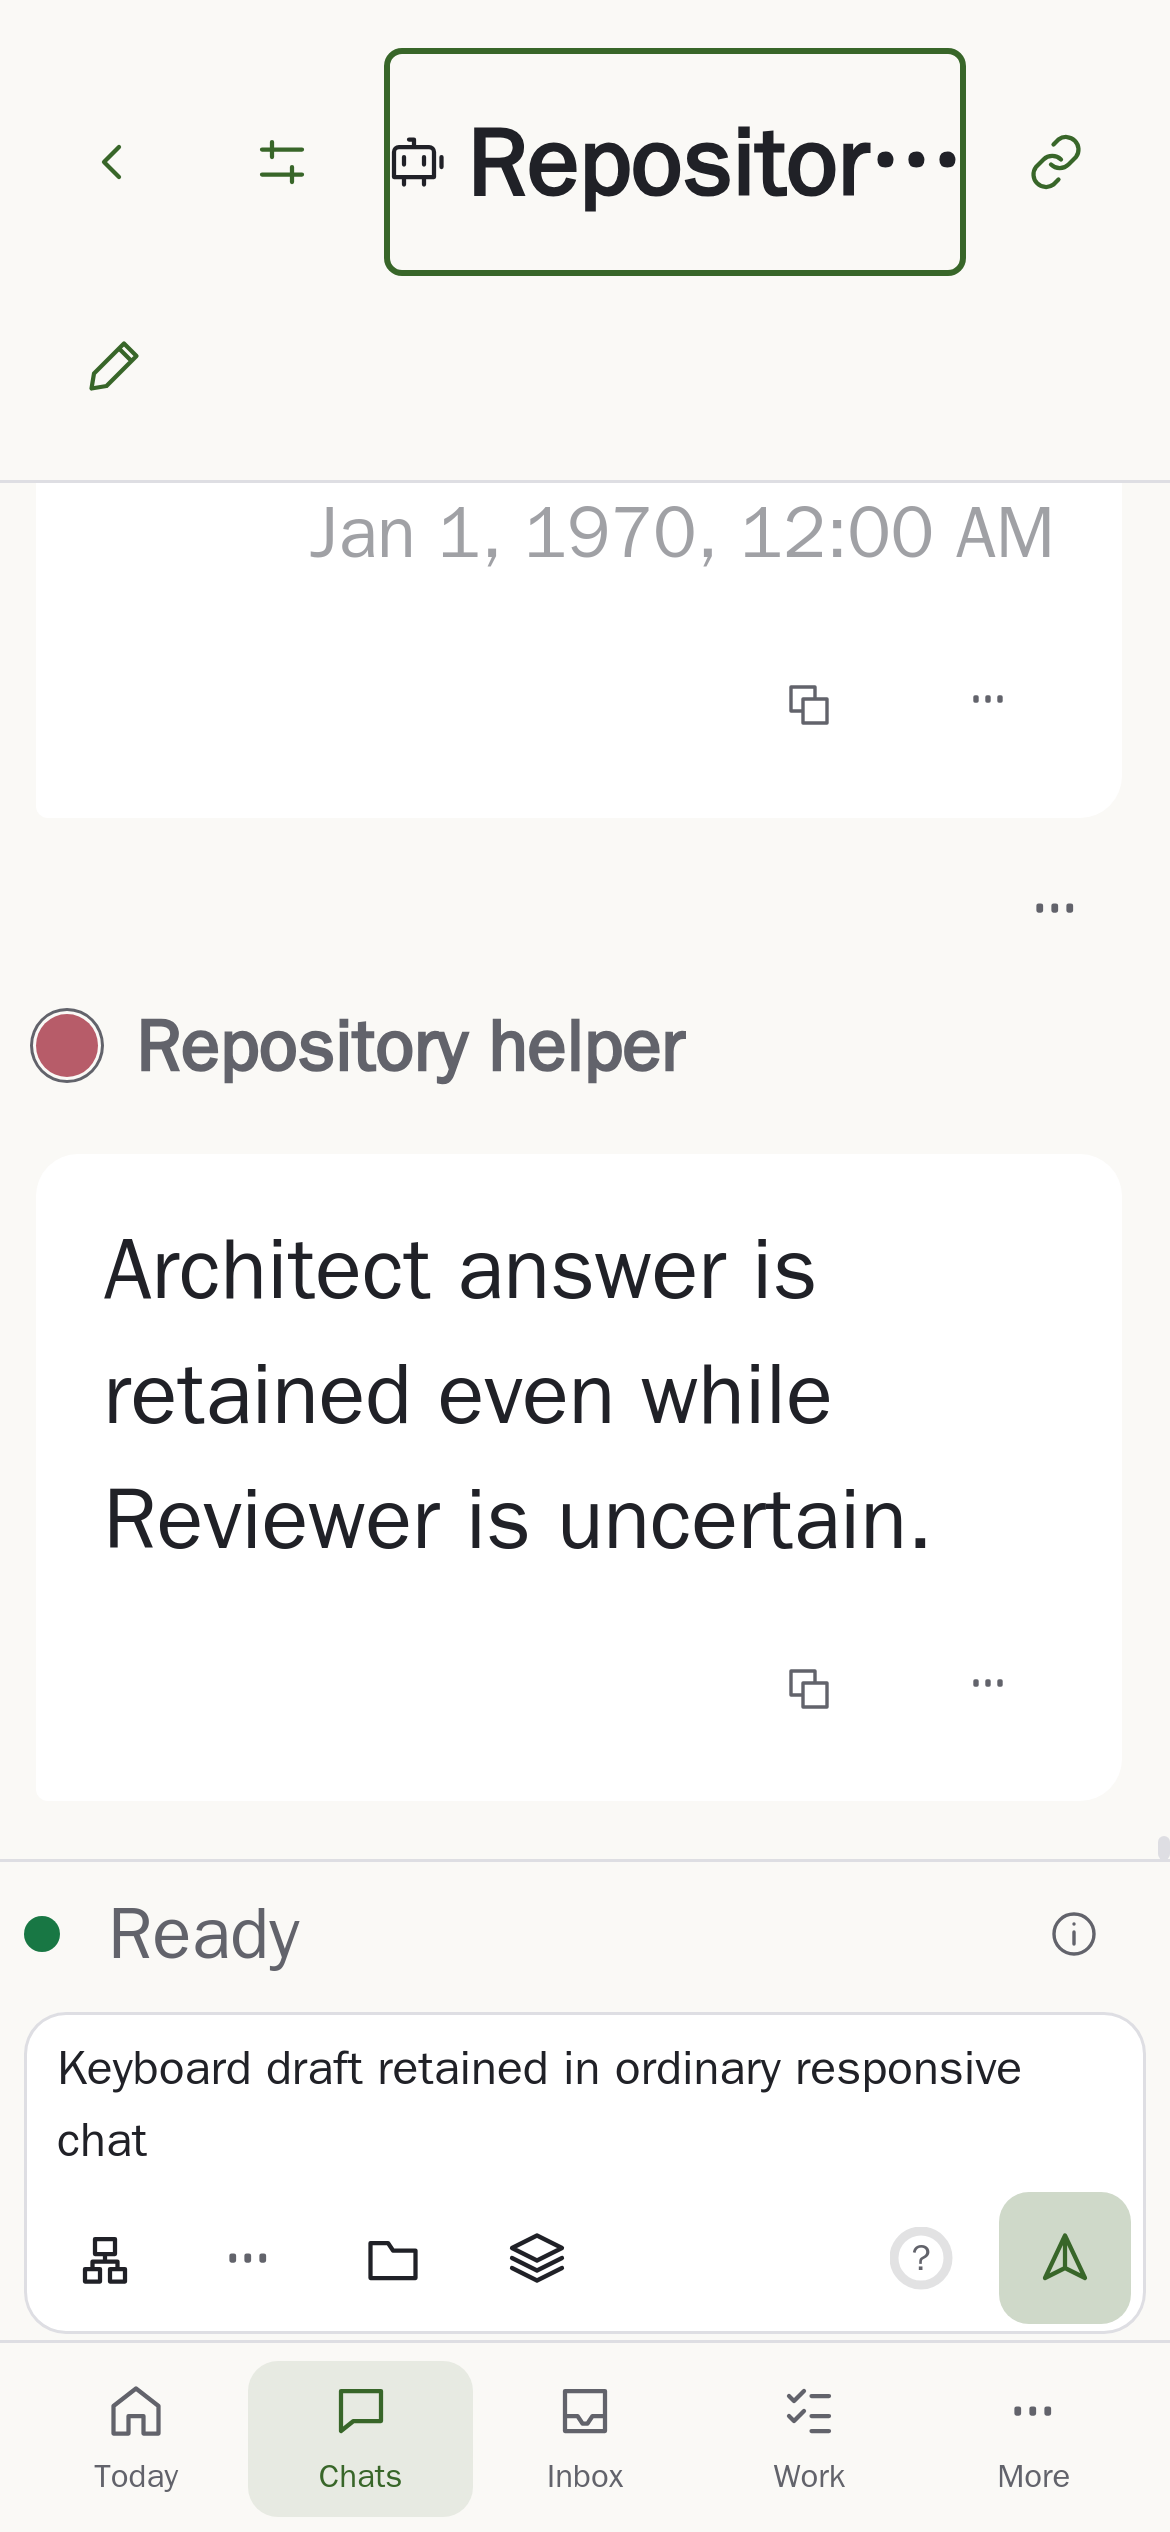 Repositor···
Jan 1, 1970, 12:00 AM
Repository helper
Architect answer is
retained even while
Reviewer is uncertain.
Ready
Keyboard draft retained in ordinary responsive
chat
?
Today
Chats
Inbox
Work
More